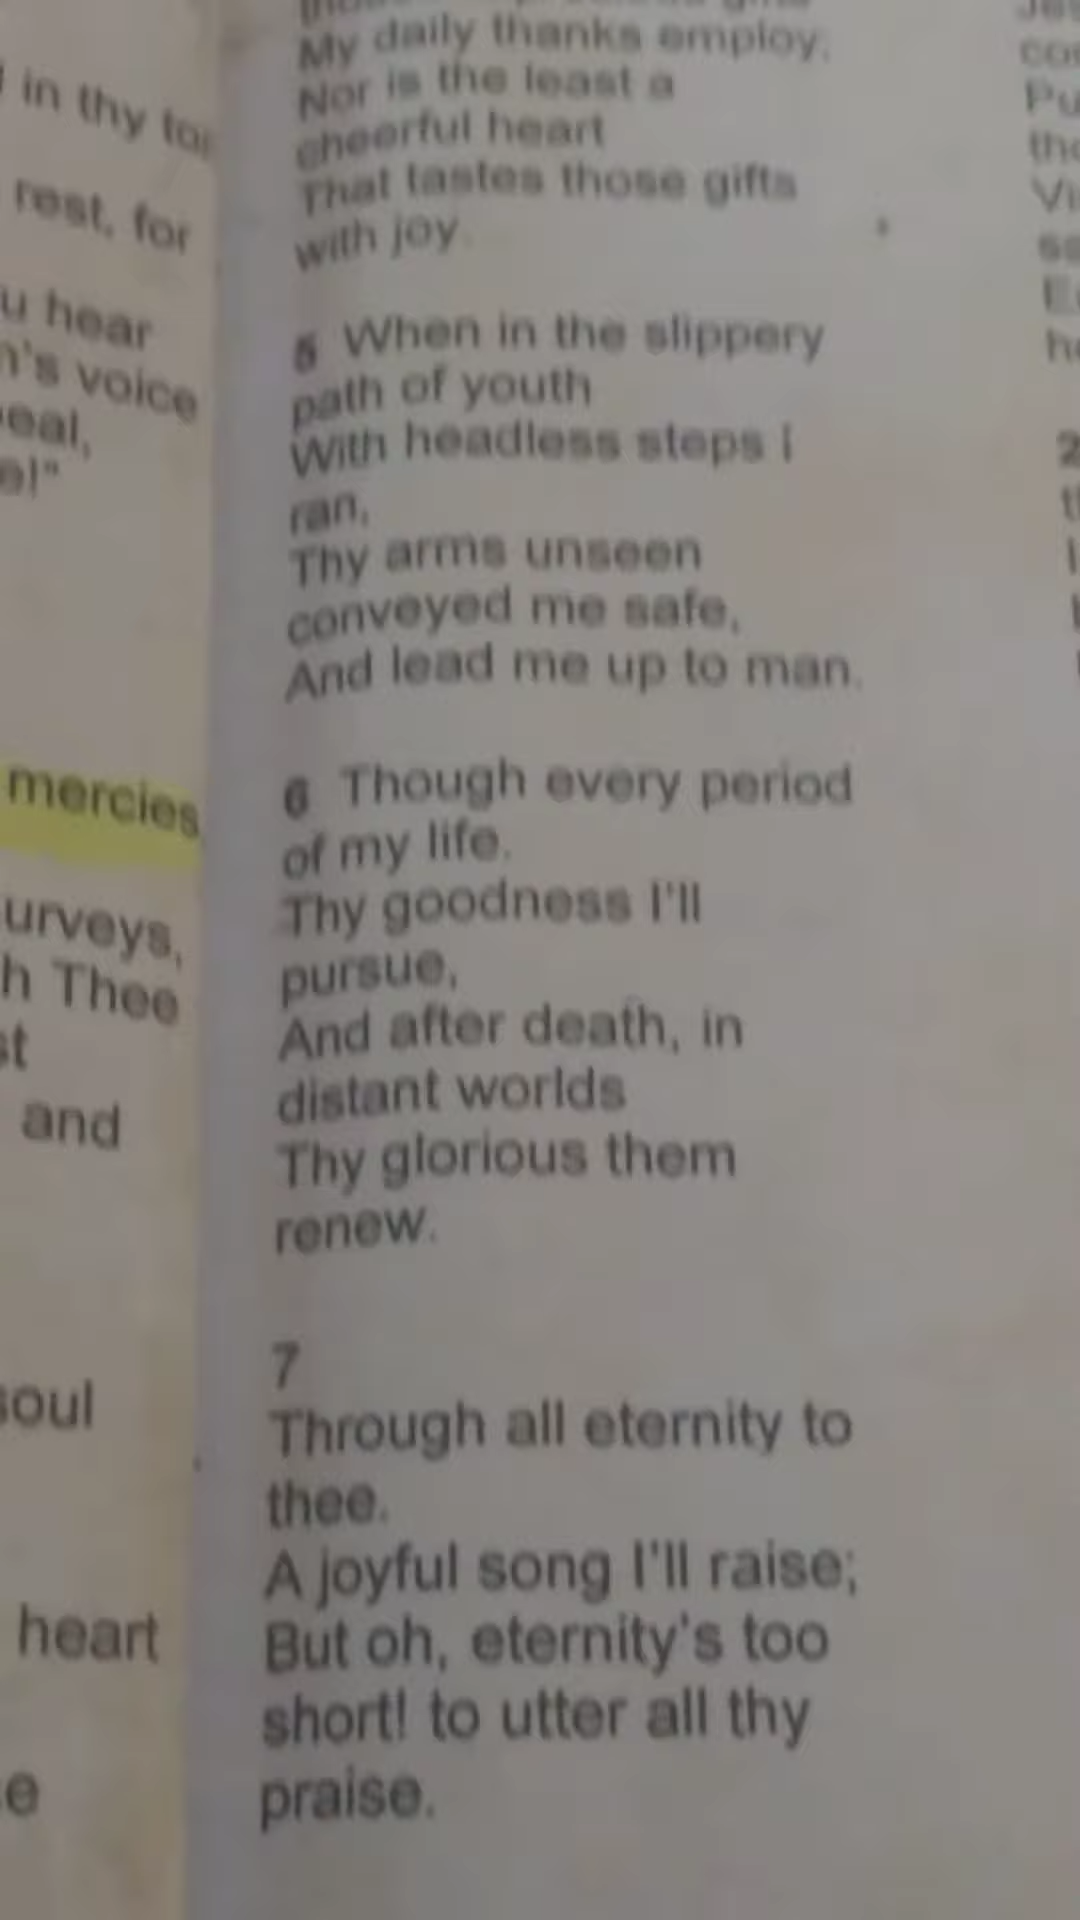 in thy
rest, for
u hear
n's voice
eal,
e!"
mercies
urveys,
h Thee
st
and
soul
heart
e
My daily thanks employ;
Nor is the least a
cheerful heart
That tastes those gifts
with joy.
5 When in the slippery
path of youth
With headless steps I
ran,
Thy arms unseen
conveyed me safe,
And lead me up to man.
6 Though every period
of my life.
Thy goodness I'll
pursue,
And after death, in
distant worlds
Thy glorious them
renew.
7
Through all eternity to
thee.
A joyful song I'll raise;
But oh, eternity's too
short! to utter all thy
praise.
2